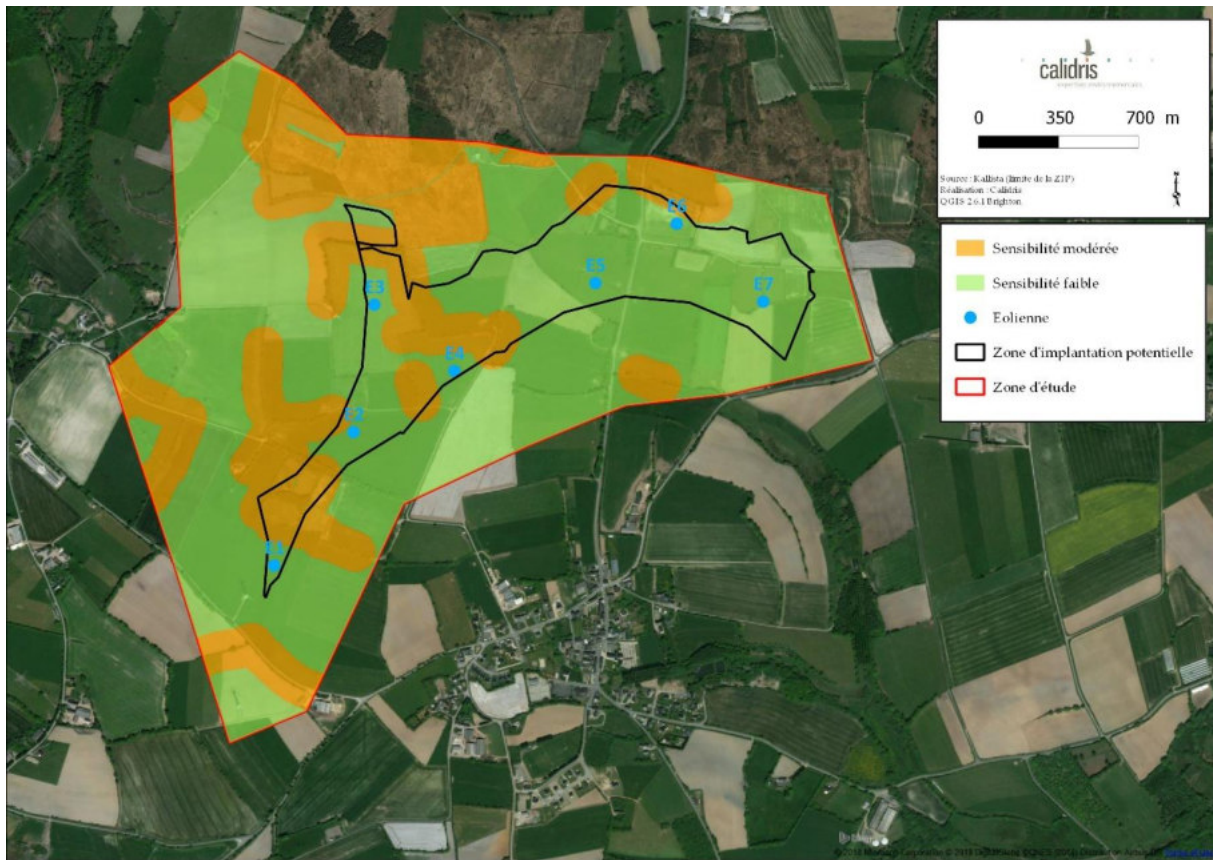 calidris
0 350 700 m
Source : Kallista (limite de la ZIP)
Réalisation : Calidris
QGIS 2.6.1 Brighton
Sensibilité modérée
Sensibilité faible
Eolienne
Zone d'implantation potentielle
Zone d'étude
E6
E5
E3
E7
E4
E2
E1